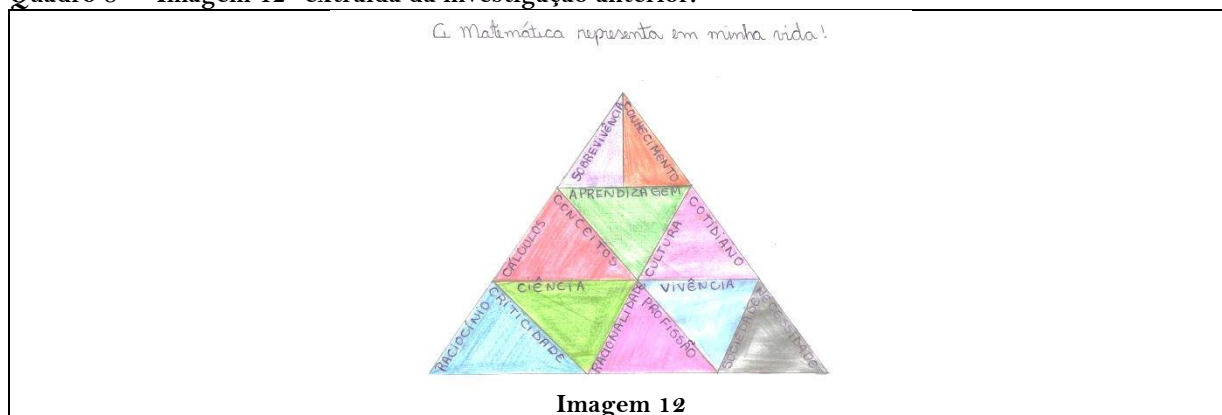 Quadro 8 – "Imagem 12" extraída da investigação anterior.
A Matemática representa em minha vida!
SOBREVIVÊNCIA
CONHECIMENTO
APRENDIZAGEM
CÁLCULOS
CONCEITOS
CULTURA
COTIDIANO
CIÊNCIA
VIVÊNCIA
RACIOCÍNIO
CRITICIDADE
RACIONALIDADE
PROFISSÃO
SOCIEDADE
NECESSIDADE
Imagem 12